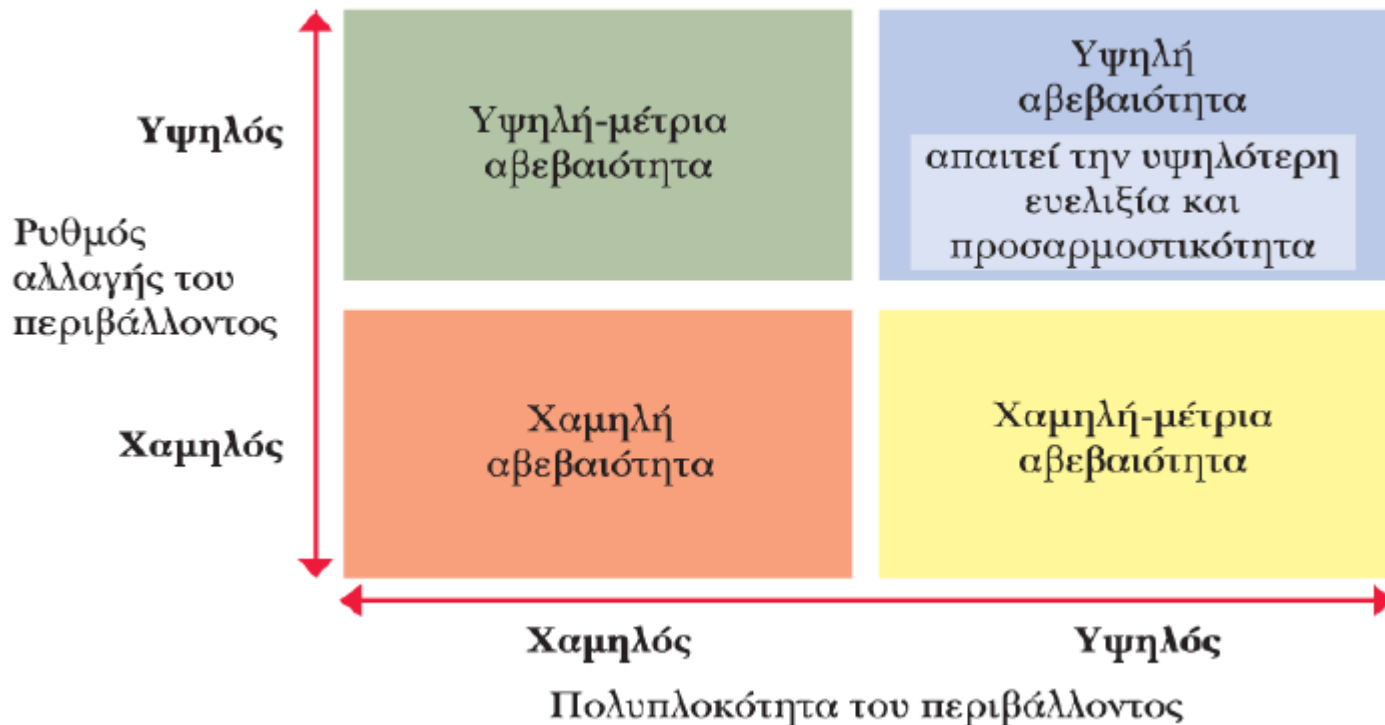 Υψηλός
Ρυθμός
αλλαγής του
περιβάλλοντος
Χαμηλός
Υψηλή-μέτρια
αβεβαιότητα
Υψηλή
αβεβαιότητα
απαιτεί την υψηλότερη
ευελιξία και
προσαρμοστικότητα
Χαμηλή
αβεβαιότητα
Χαμηλή-μέτρια
αβεβαιότητα
Χαμηλός
Υψηλός
Πολυπλοκότητα του περιβάλλοντος